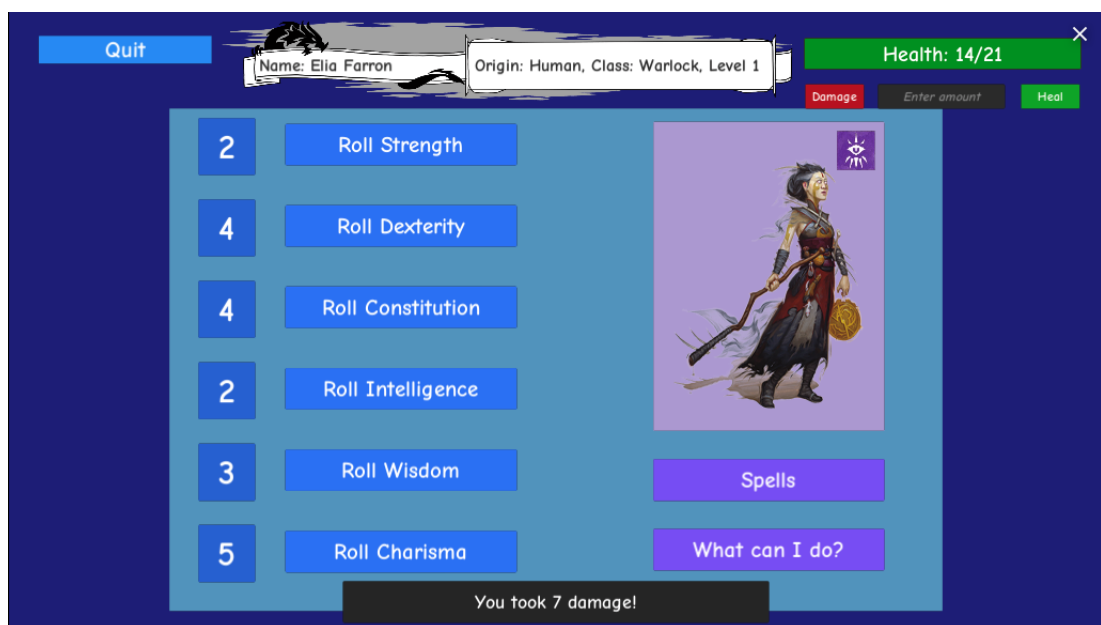 Quit
Name: Elia Farron
Origin: Human, Class: Warlock, Level 1
Health: 14/21
Damage
Enter amount
Heal
2
Roll Strength
4
Roll Dexterity
4
Roll Constitution
2
Roll Intelligence
3
Roll Wisdom
5
Roll Charisma
Spells
What can I do?
You took 7 damage!